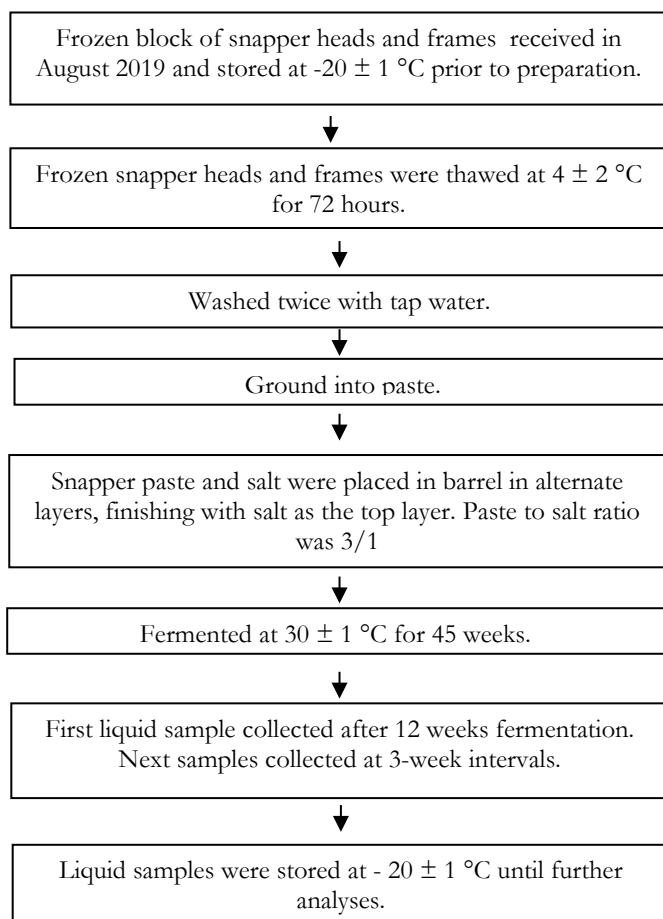 Frozen block of snapper heads and frames received in
August 2019 and stored at -20 ± 1 °C prior to preparation.
Frozen snapper heads and frames were thawed at 4 ± 2 °C
for 72 hours.
Washed twice with tap water.
Ground into paste.
Snapper paste and salt were placed in barrel in alternate
layers, finishing with salt as the top layer. Paste to salt ratio
was 3/1
Fermented at 30 ± 1 °C for 45 weeks.
First liquid sample collected after 12 weeks fermentation.
Next samples collected at 3-week intervals.
Liquid samples were stored at - 20 ± 1 °C until further
analyses.